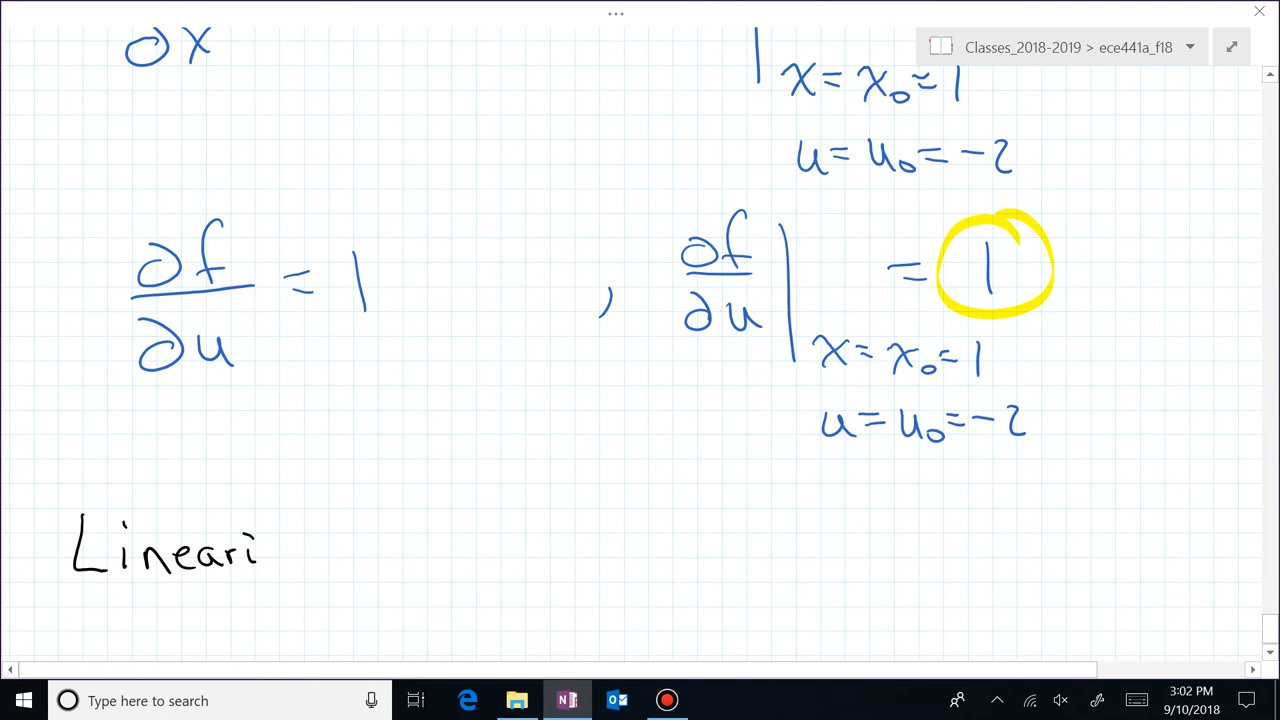 ...
Classes_2018-2019 > ece441a_f18
∂x
| x = x₀ = 1
u = u₀ = -2
∂f/∂u = 1 , ∂f/∂u | = 1
x = x₀ = 1
u = u₀ = -2
Lineari
Type here to search
3:02 PM
9/10/2018